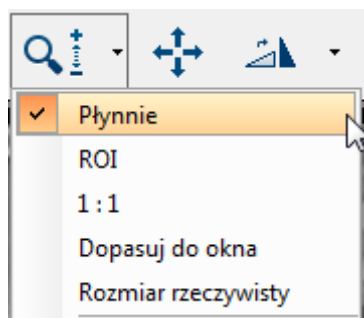 Płynnie
ROI
1 : 1
Dopasuj do okna
Rozmiar rzeczywisty